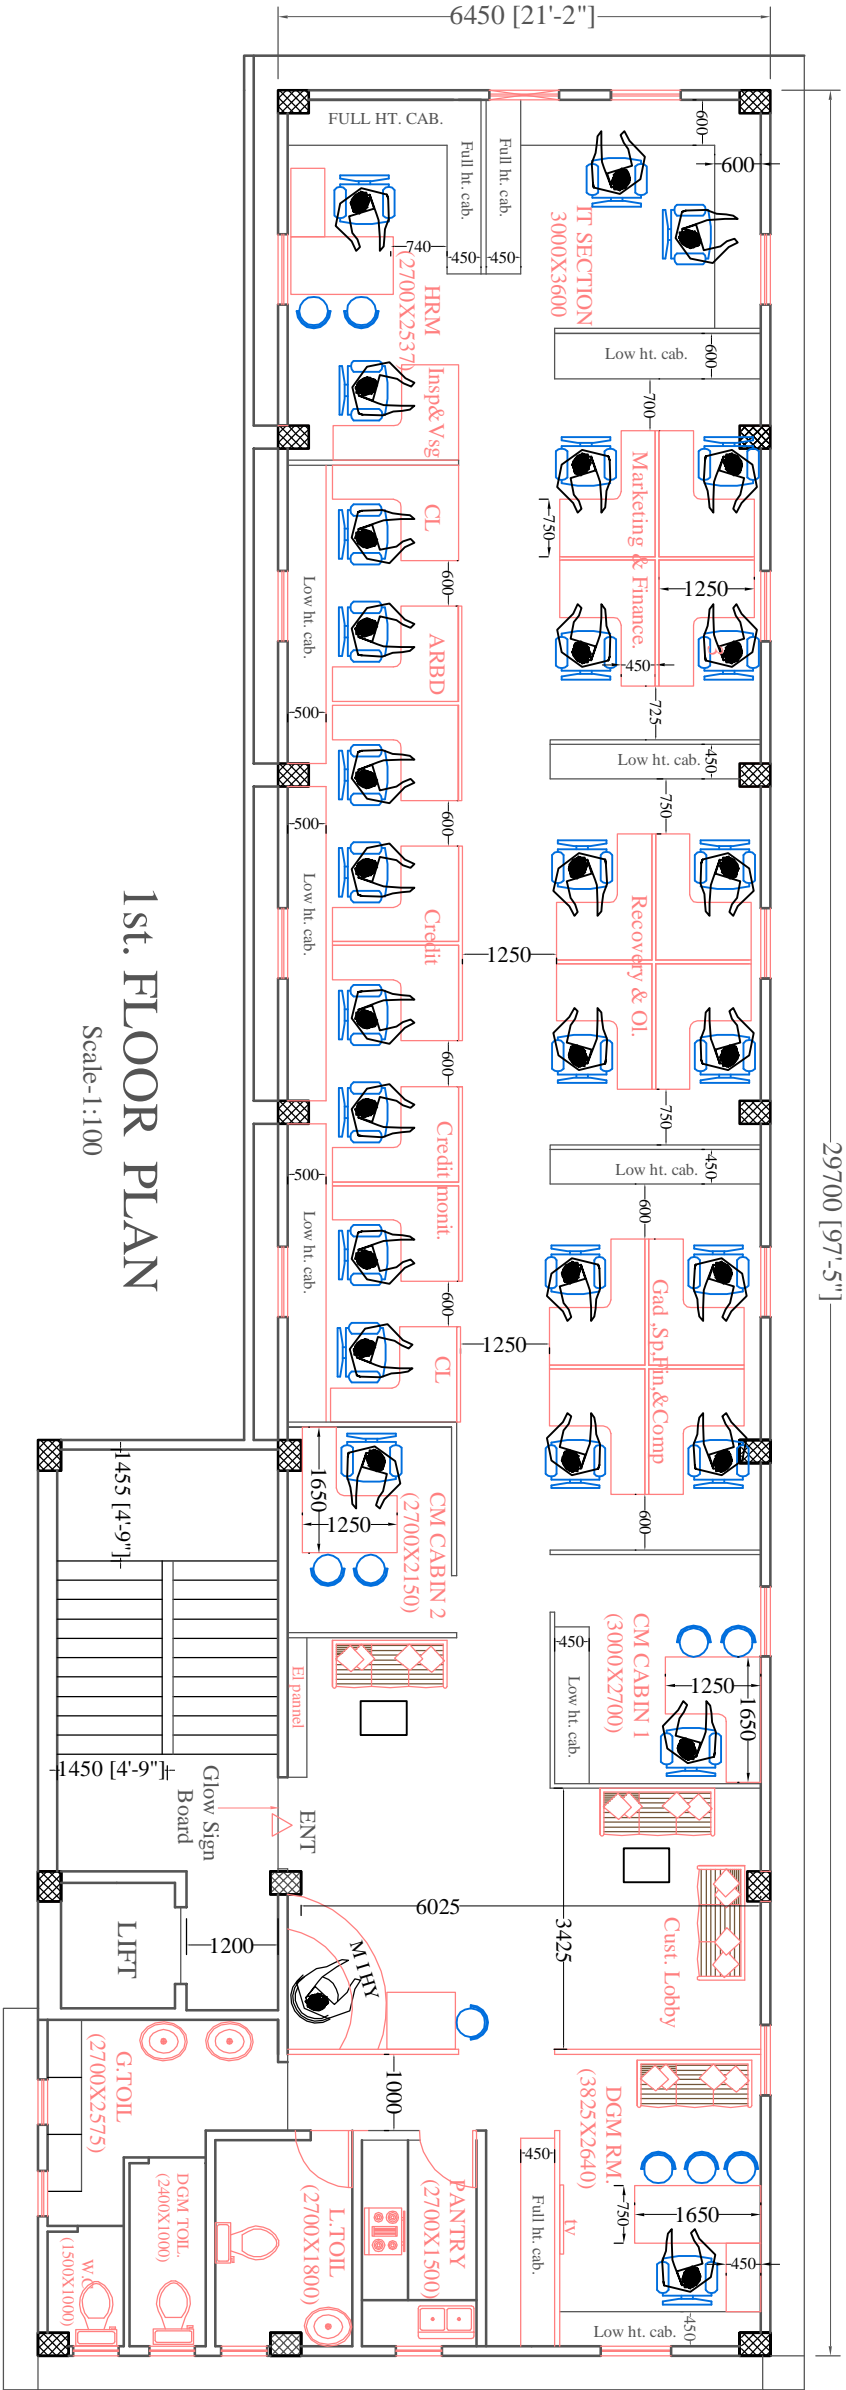 6450 [21'-2"]
29700 [97'-5"]
FULL HT. CAB.
Full ht. cab.
Full ht. cab.
600
600
IT SECTION
3000X3600
740
450
450
HRM
(2700X2537)
Low ht. cab.
600
700
Insp&Vsg
Marketing & Finance.
3
750
1250
450
725
CL
600
Low ht. cab.
ARBD
500
Low ht. cab.
450
750
500
600
Low ht. cab.
Credit
1250
Recovery & Ol.
600
750
Credit monit.
Low ht. cab.
450
500
Low ht. cab.
600
600
Gad ,Sp,Fin,&Comp
1250
CL
600
1st. FLOOR PLAN
Scale-1:100
1455 [4'-9"]
1650
1250
CM CABIN 2
(2700X2150)
CM CABIN 1
(3000X2700)
450
Low ht. cab.
1250
1650
El pannel
1450 [4'-9"]
Glow Sign
Board
ENT
6025
3425
Cust. Lobby
LIFT
1200
MIHY
1000
DGM RM.
(3825X2640)
G.TOIL
(2700X2575)
DGM TOIL.
(2400X1000)
W.C
(1500X1000)
L.TOIL
(2700X1800)
PANTRY
(2700X1500)
450
Full ht. cab.
tv
750
1650
450
Low ht. cab.
450